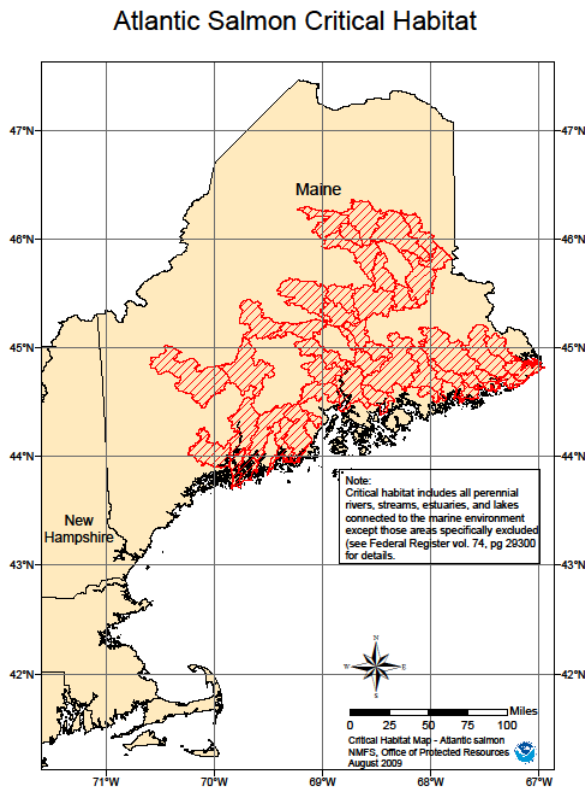 Atlantic Salmon Critical Habitat
47°N
47°N
Maine
46°N
46°N
45°N
45°N
44°N
44°N
Note:
Critical habitat includes all perennial
rivers, streams, estuaries, and lakes
connected to the marine environment
except those areas specifically excluded
(see Federal Register vol. 74, pg 29300
for details.
New
Hampshire
43°N
43°N
N
42°N
W
E
42°N
S
Miles
0 25 50 75 100
Critical Habitat Map - Atlantic salmon
NMFS, Office of Protected Resources
August 2009
71°W
70°W
69°W
68°W
67°W